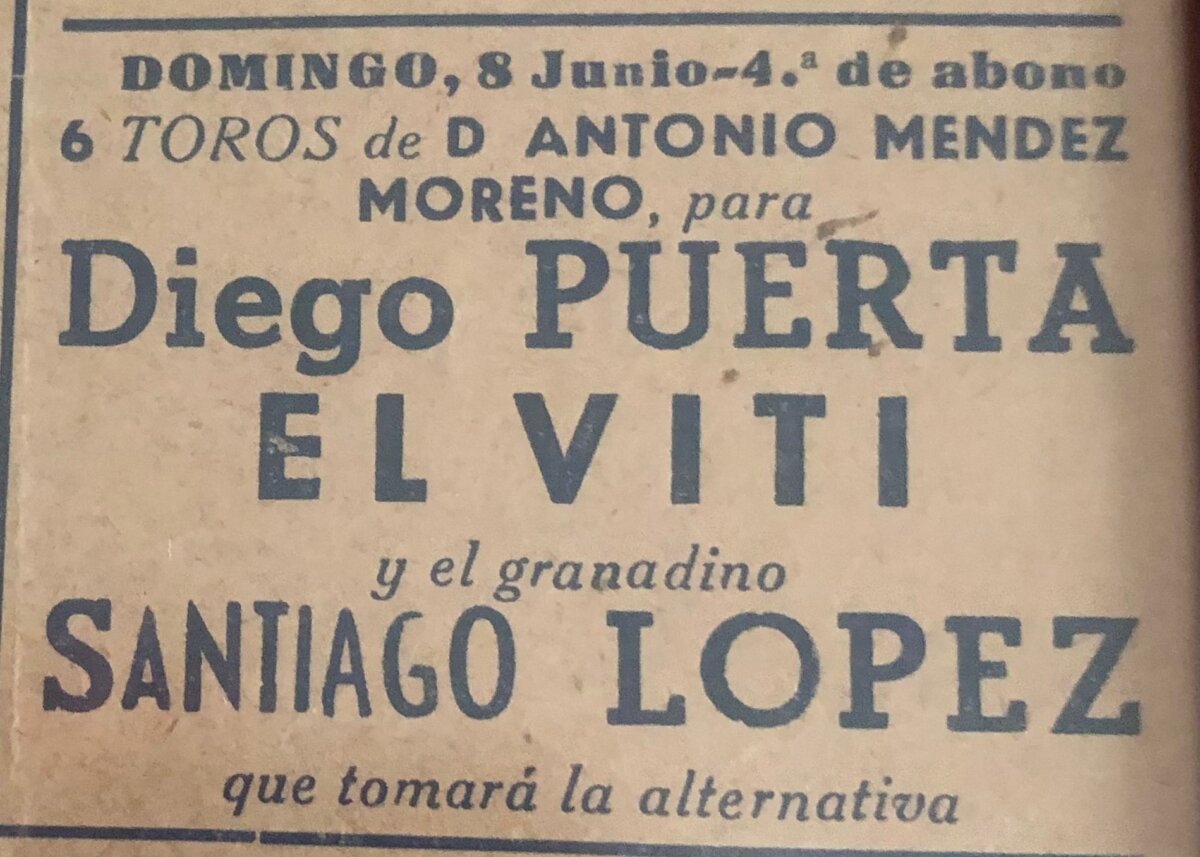 DOMINGO, 8 Junio-4.ª de abono
6 TOROS de D ANTONIO MENDEZ
MORENO, para
Diego PUERTA
EL VITI
y el granadino
SANTIAGO LOPEZ
que tomará la alternativa